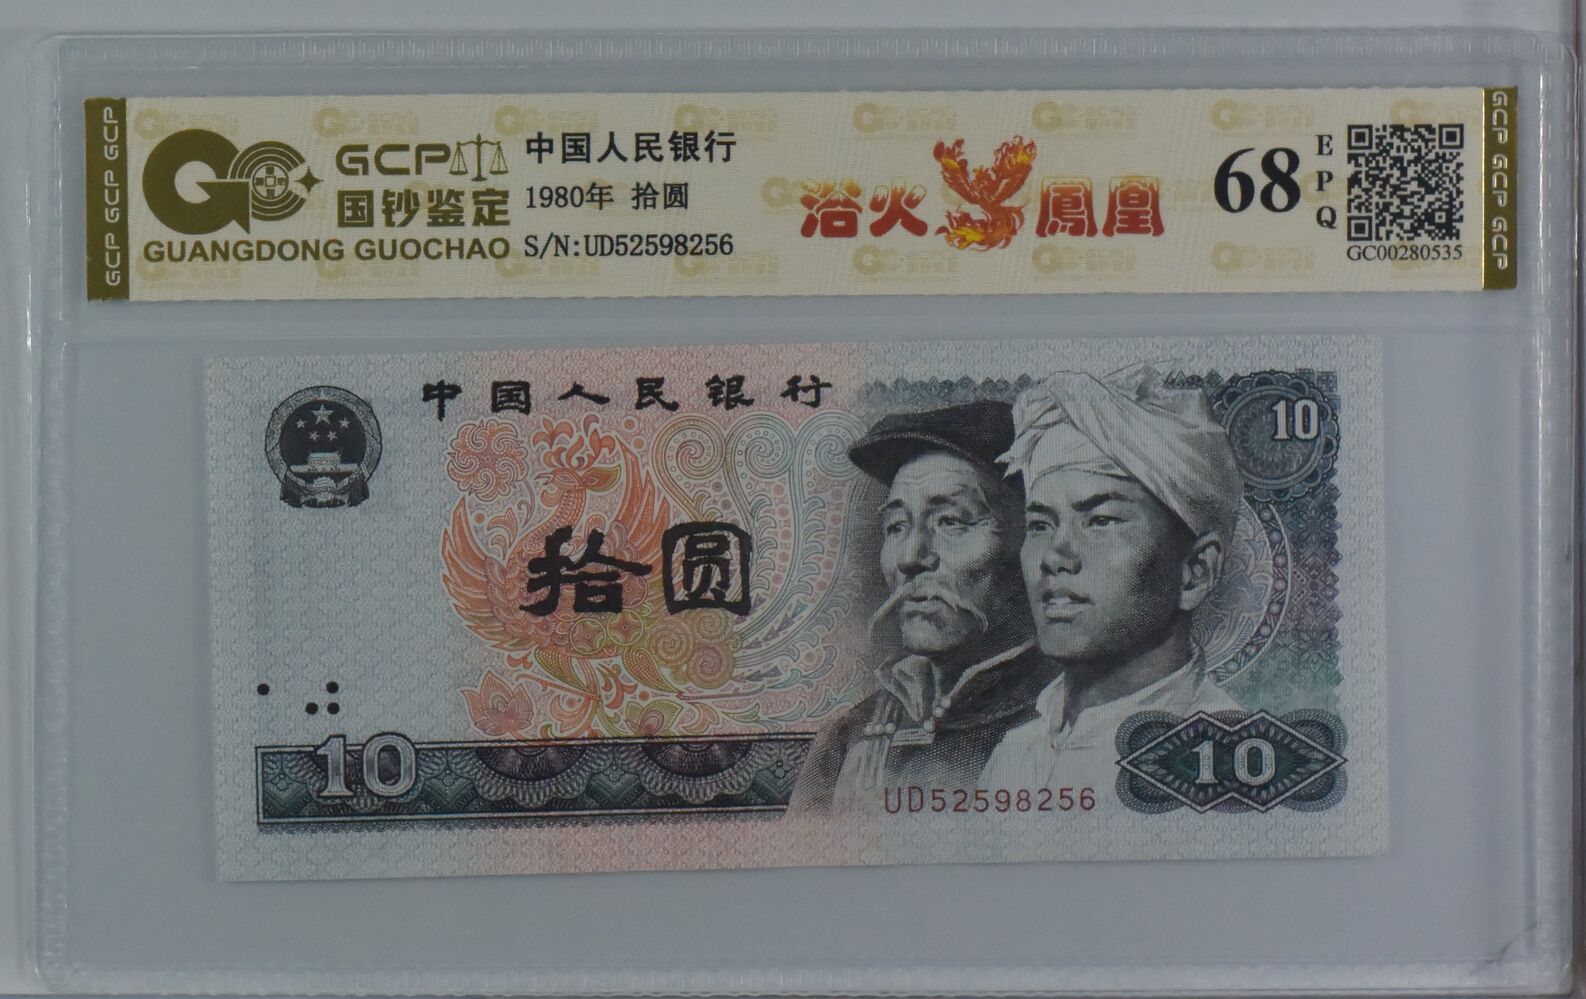 GCP
国钞鉴定
GUANGDONG GUOCHAO
中国人民银行
1980年 拾圆
S/N:UD52598256
浴火鳳凰
68
EPQ
GC00280535
GCP GCP GCP
GCP GCP GCP
中国人民银行
10
拾圆
10
UD52598256
10